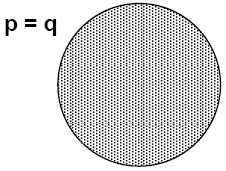 p = q